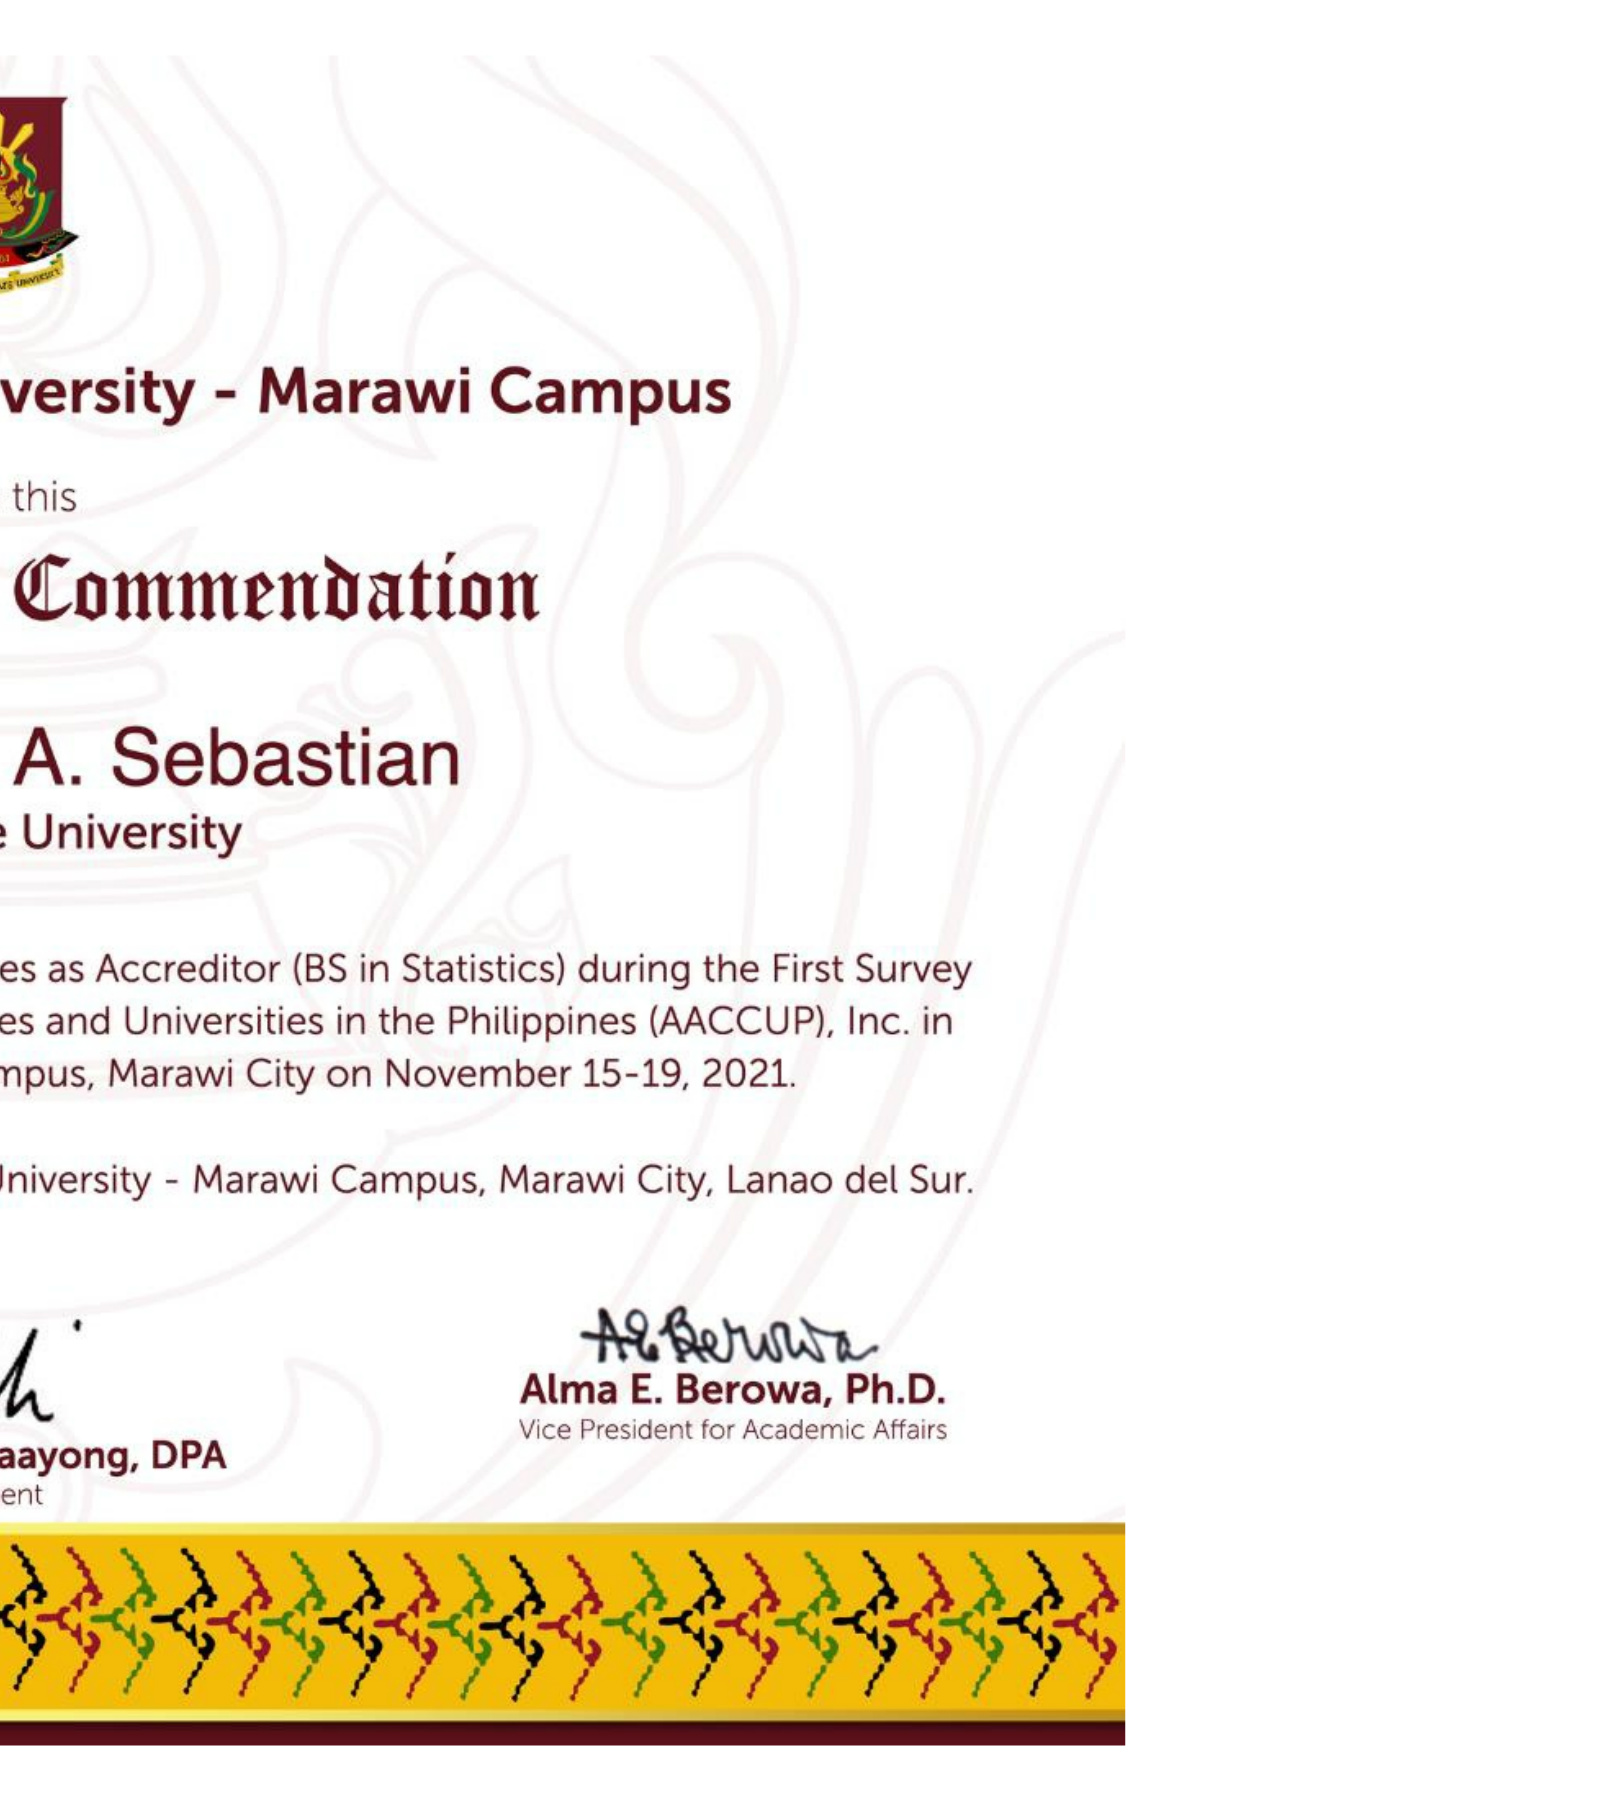 versity - Marawi Campus
this
Commendation
A. Sebastian
e University
es as Accreditor (BS in Statistics) during the First Survey
es and Universities in the Philippines (AACCUP), Inc. in
mpus, Marawi City on November 15-19, 2021.
University - Marawi Campus, Marawi City, Lanao del Sur.
AE Berowa
Alma E. Berowa, Ph.D.
Vice President for Academic Affairs
aayong, DPA
ent